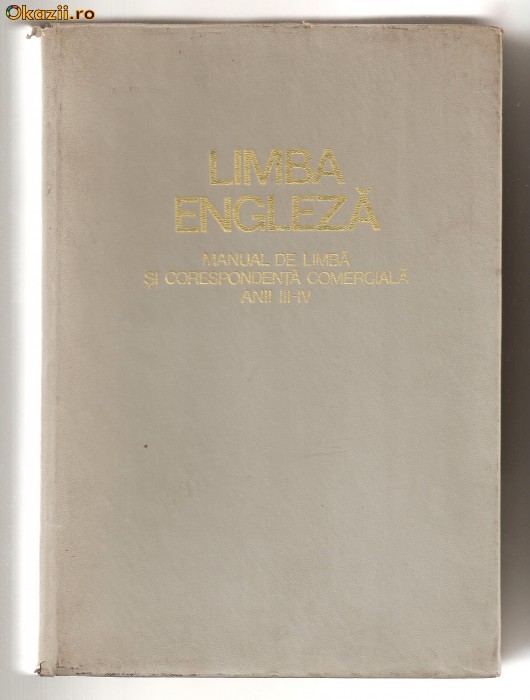 Okazii.ro
LIMBA
ENGLEZĂ
MANUAL DE LIMBĂ
ȘI CORESPONDENȚĂ COMERCIALĂ
ANII III-IV